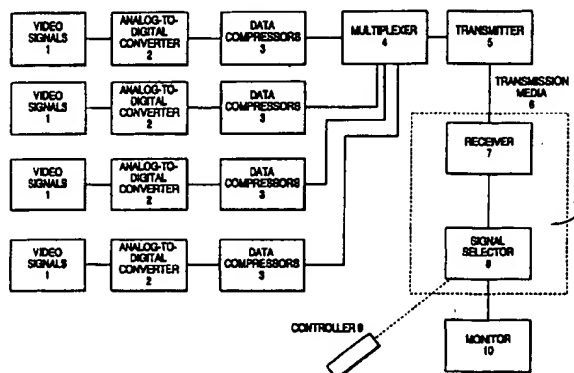 VIDEO
SIGNALS
1
ANALOG-TO-
DIGITAL
CONVERTER
2
DATA
COMPRESSORS
3
MULTIPLEXER
4
TRANSMITTER
5
VIDEO
SIGNALS
1
ANALOG-TO-
DIGITAL
CONVERTER
2
DATA
COMPRESSORS
3
TRANSMISSION
MEDIA
6
VIDEO
SIGNALS
1
ANALOG-TO-
DIGITAL
CONVERTER
2
DATA
COMPRESSORS
3
RECEIVER
7
VIDEO
SIGNALS
1
ANALOG-TO-
DIGITAL
CONVERTER
2
DATA
COMPRESSORS
3
SIGNAL
SELECTOR
8
CONTROLLER 9
MONITOR
10